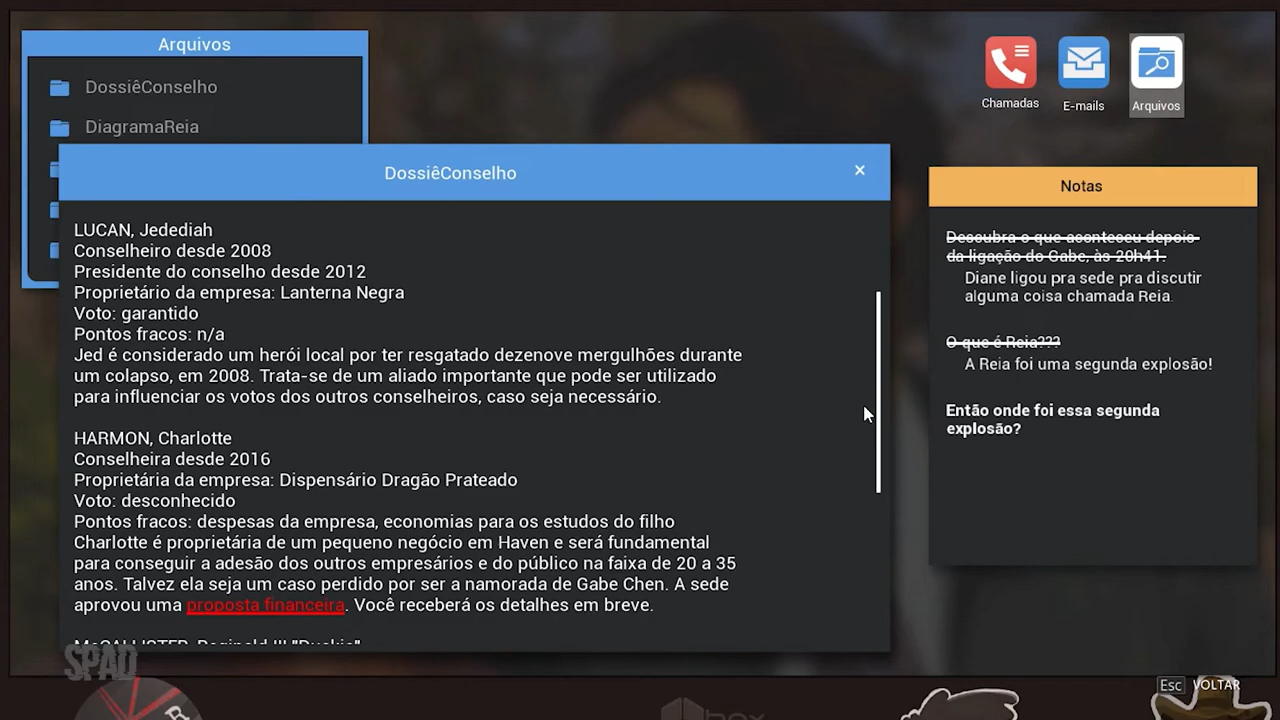 Arquivos
DossiêConselho
DiagramaReia
Chamadas
E-mails
Arquivos
DossiêConselho
×
LUCAN, Jedediah
Conselheiro desde 2008
Presidente do conselho desde 2012
Proprietário da empresa: Lanterna Negra
Voto: garantido
Pontos fracos: n/a
Jed é considerado um herói local por ter resgatado dezenove mergulhões durante
um colapso, em 2008. Trata-se de um aliado importante que pode ser utilizado
para influenciar os votos dos outros conselheiros, caso seja necessário.
HARMON, Charlotte
Conselheira desde 2016
Proprietária da empresa: Dispensário Dragão Prateado
Voto: desconhecido
Pontos fracos: despesas da empresa, economias para os estudos do filho
Charlotte é proprietária de um pequeno negócio em Haven e será fundamental
para conseguir a adesão dos outros empresários e do público na faixa de 20 a 35
anos. Talvez ela seja um caso perdido por ser a namorada de Gabe Chen. A sede
aprovou uma proposta financeira. Você receberá os detalhes em breve.
McCALLISTER, Reginald III "Duckie"
Notas
Descubra o que aconteceu depois
da ligação do Gabe, às 20h41.
Diane ligou pra sede pra discutir
alguma coisa chamada Reia.
O que é Reia???
A Reia foi uma segunda explosão!
Então onde foi essa segunda
explosão?
SPAD
Esc VOLTAR